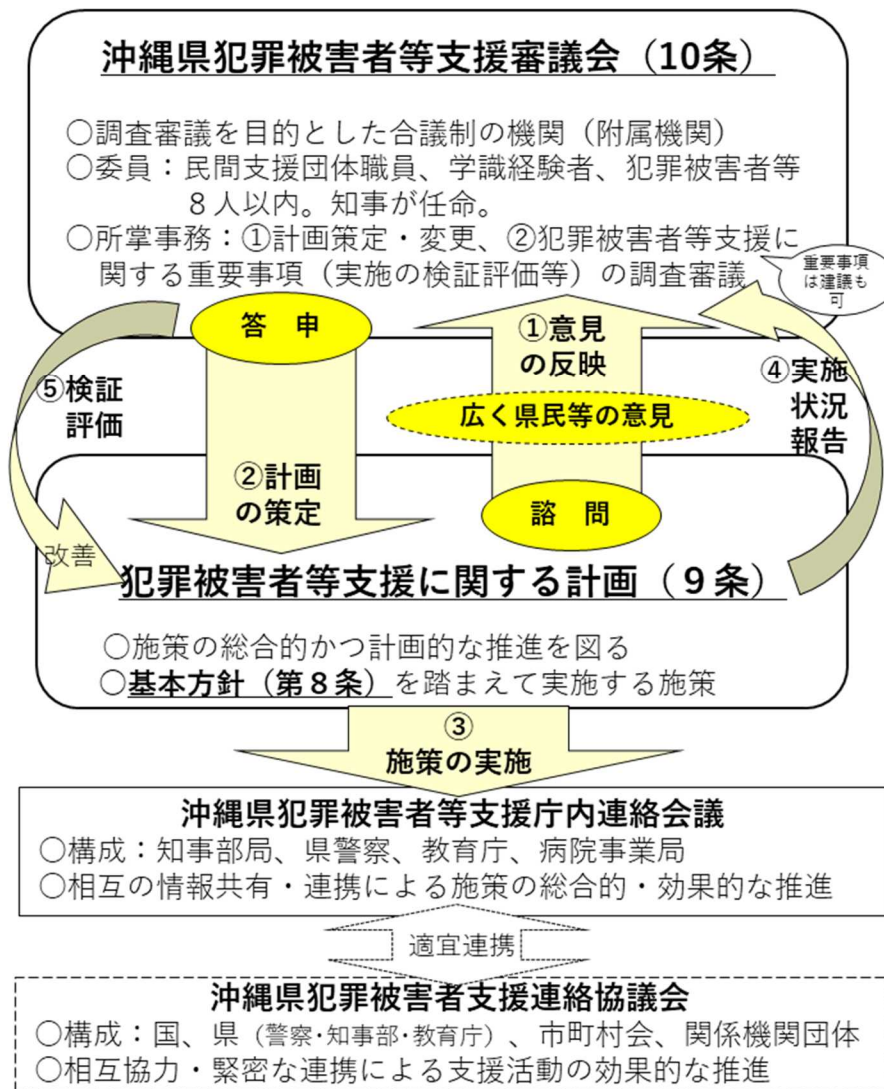 沖縄県犯罪被害者等支援審議会（10条）
○調査審議を目的とした合議制の機関（附属機関）
○委員：民間支援団体職員、学識経験者、犯罪被害者等
８人以内。知事が任命。
○所掌事務：①計画策定・変更、②犯罪被害者等支援に
関する重要事項（実施の検証評価等）の調査審議
重要事項
は建議も
可
答　申
①意見
の反映
広く県民等の意見
諮　問
②計画
の策定
④実施
状況
報告
⑤検証
評価
改善
犯罪被害者等支援に関する計画（９条）
○施策の総合的かつ計画的な推進を図る
○基本方針（第８条）を踏まえて実施する施策
③
施策の実施
沖縄県犯罪被害者等支援庁内連絡会議
○構成：知事部局、県警察、教育庁、病院事業局
○相互の情報共有・連携による施策の総合的・効果的な推進
適宜連携
沖縄県犯罪被害者支援連絡協議会
○構成：国、県（警察･知事部･教育庁）、市町村会、関係機関団体
○相互協力・緊密な連携による支援活動の効果的な推進